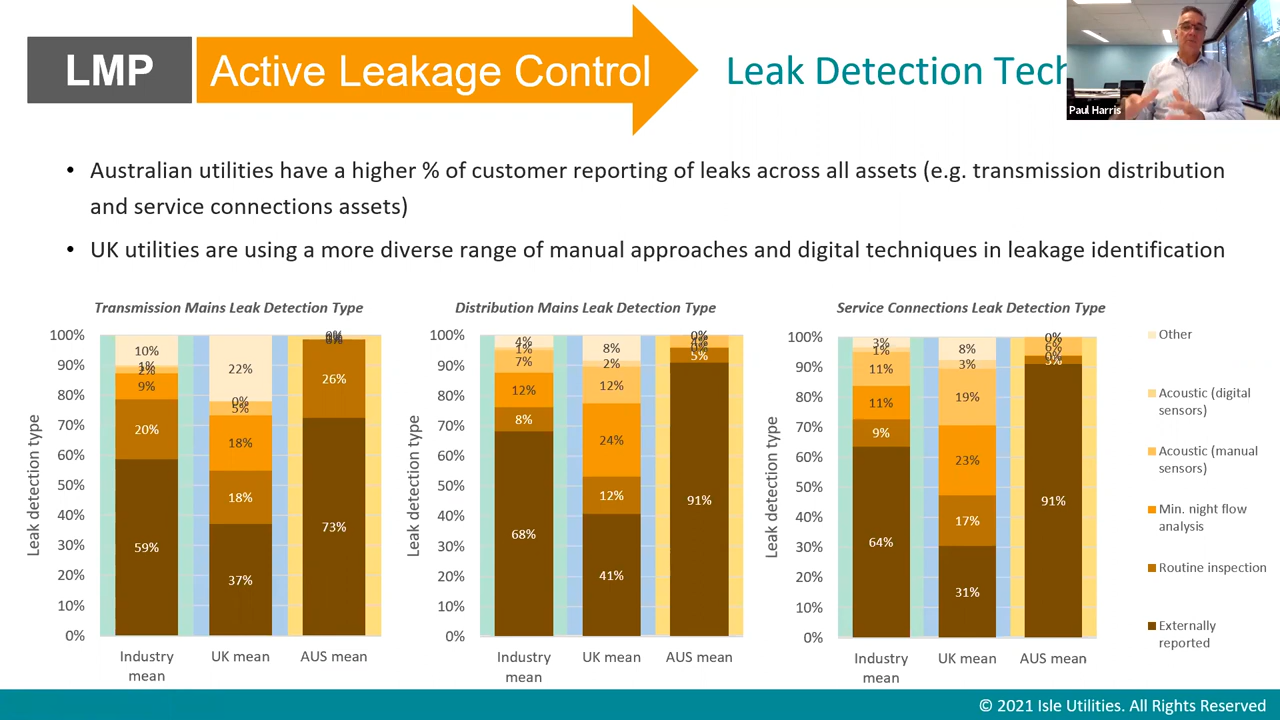 LMP
Active Leakage Control
Leak Detection Tech
Paul Harris
• Australian utilities have a higher % of customer reporting of leaks across all assets (e.g. transmission distribution
and service connections assets)
• UK utilities are using a more diverse range of manual approaches and digital techniques in leakage identification
Transmission Mains Leak Detection Type
Leak detection type
100%
90%
80%
70%
60%
50%
40%
30%
20%
10%
0%
10%
1%
2%
9%
20%
59%
22%
0%
5%
18%
18%
37%
0%
26%
73%
Industry
mean
UK mean
AUS mean
Distribution Mains Leak Detection Type
Leak detection type
100%
90%
80%
70%
60%
50%
40%
30%
20%
10%
0%
4%
1%
7%
12%
8%
68%
8%
2%
12%
24%
12%
41%
0%
5%
91%
Industry
mean
UK mean
AUS mean
Service Connections Leak Detection Type
Leak detection type
100%
90%
80%
70%
60%
50%
40%
30%
20%
10%
0%
3%
1%
11%
11%
9%
64%
8%
3%
19%
23%
17%
31%
0%
6%
0%
3%
91%
Industry
mean
UK mean
AUS mean
Other
Acoustic (digital
sensors)
Acoustic (manual
sensors)
Min. night flow
analysis
Routine inspection
Externally
reported
© 2021 Isle Utilities. All Rights Reserved